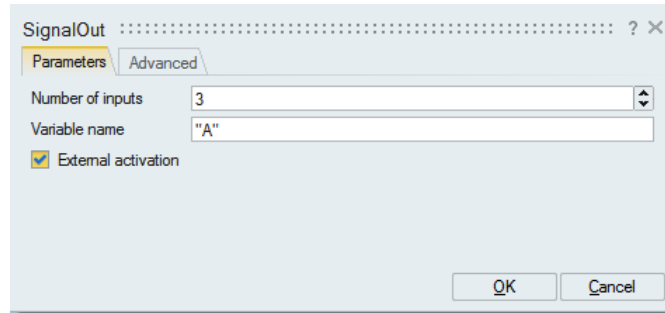 SignalOut ? ×
Parameters Advanced
Number of inputs 3
Variable name "A"
External activation
OK Cancel